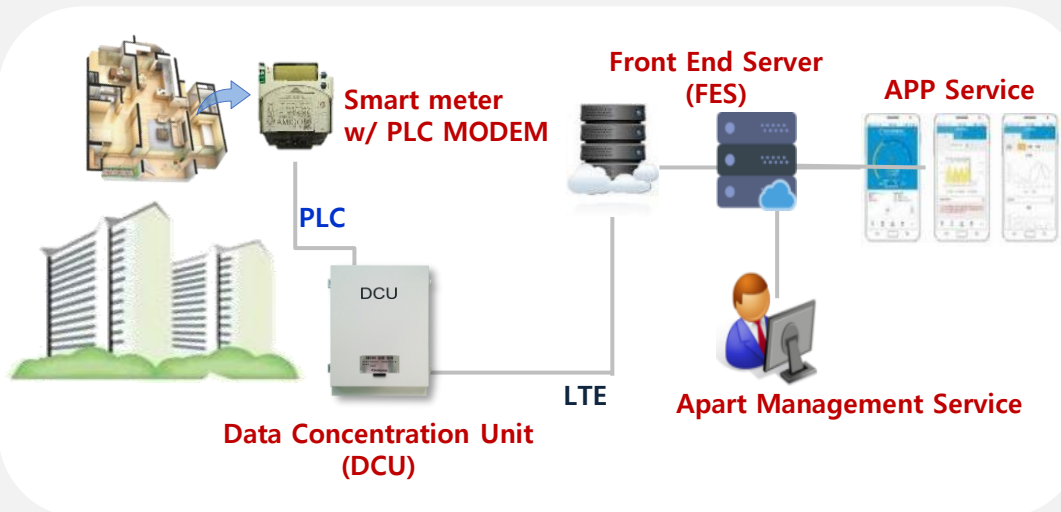 Front End Server
(FES)
APP Service
Smart meter
w/ PLC MODEM
PLC
DCU
LTE
Apart Management Service
Data Concentration Unit
(DCU)